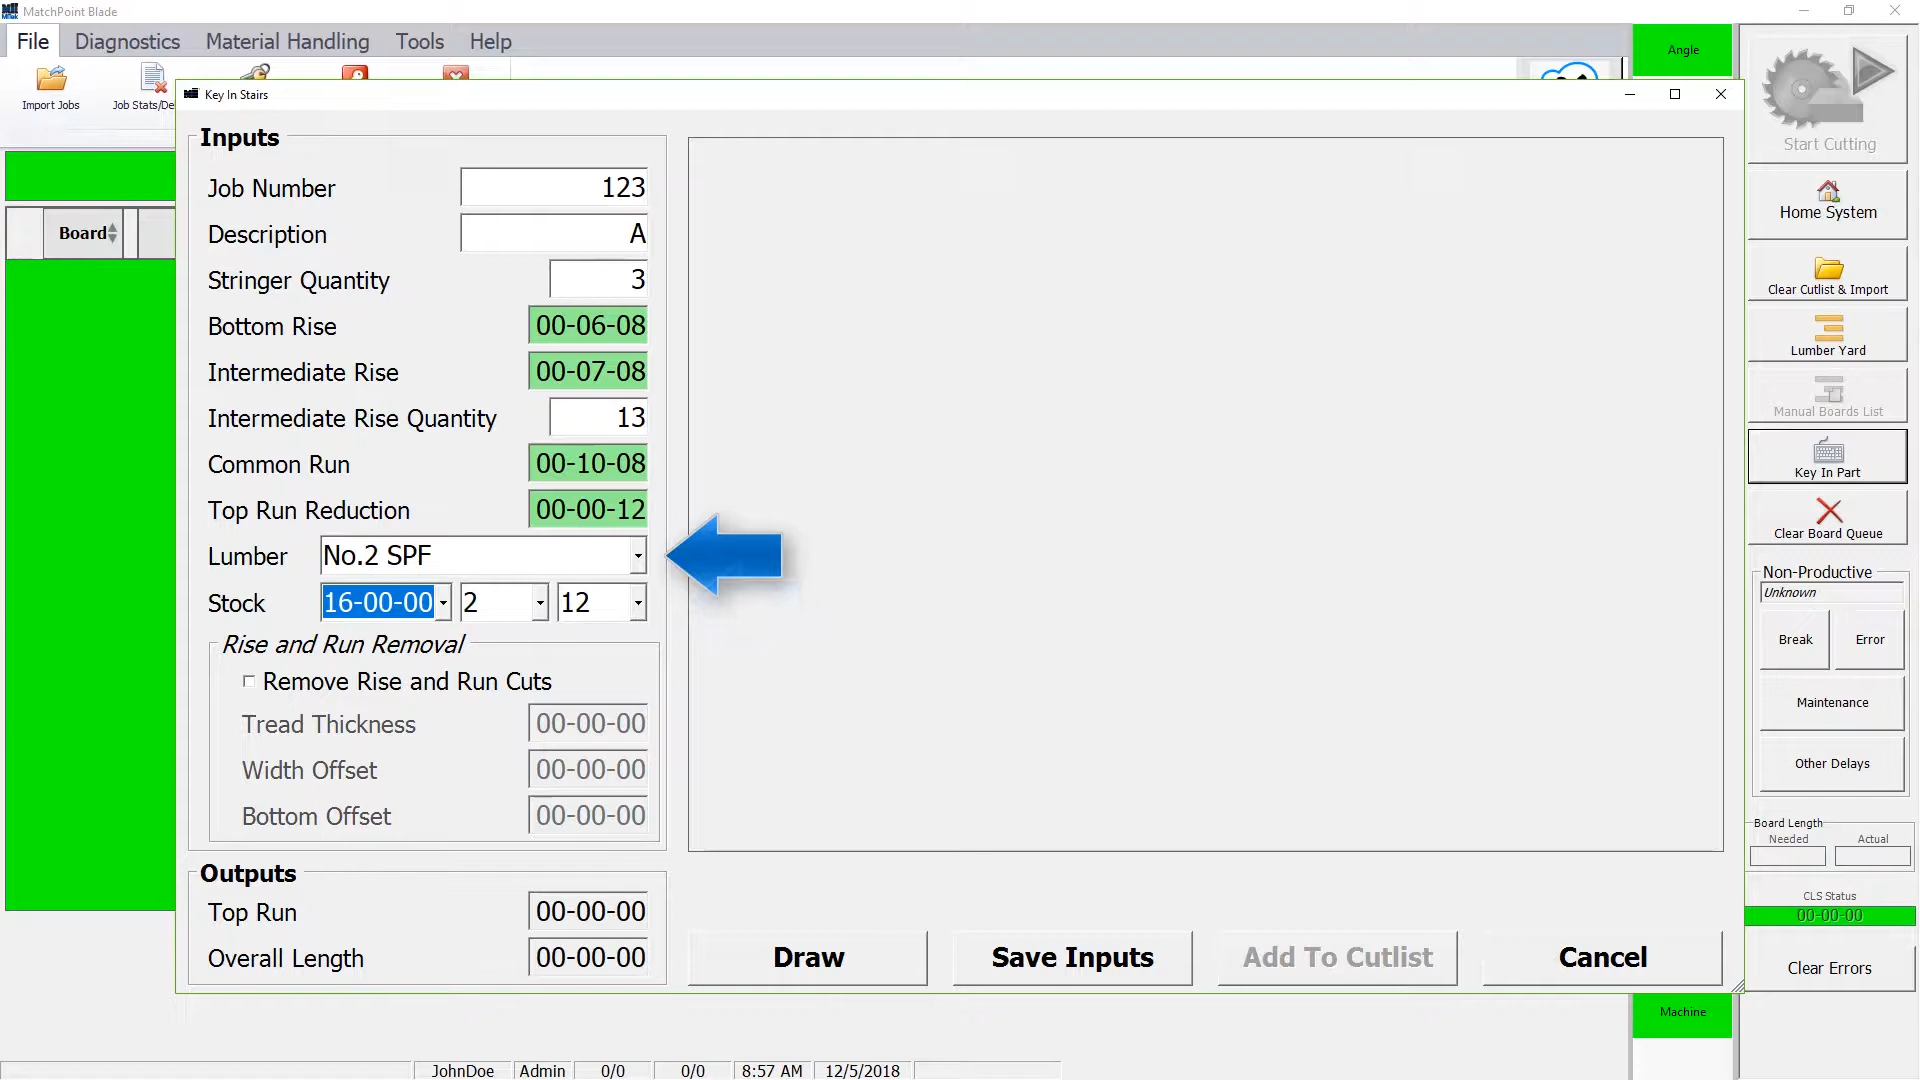 MatchPoint Blade
File Diagnostics Material Handling Tools Help
Import Jobs
Job Stats/De
Key In Stairs
Board
Inputs
Job Number 123
Description A
Stringer Quantity 3
Bottom Rise 00-06-08
Intermediate Rise 00-07-08
Intermediate Rise Quantity 13
Common Run 00-10-08
Top Run Reduction 00-00-12
Lumber No.2 SPF
Stock 16-00-00 2 12
Rise and Run Removal
Remove Rise and Run Cuts
Tread Thickness 00-00-00
Width Offset 00-00-00
Bottom Offset 00-00-00
Outputs
Top Run 00-00-00
Overall Length 00-00-00
Draw Save Inputs Add To Cutlist Cancel
Angle
Machine
Start Cutting
Home System
Clear Cutlist & Import
Lumber Yard
Manual Boards List
Key In Part
Clear Board Queue
Non-Productive
Unknown
Break Error
Maintenance
Other Delays
Board Length
Needed Actual
CLS Status
00-00-00
Clear Errors
JohnDoe Admin 0/0 0/0 8:57 AM 12/5/2018